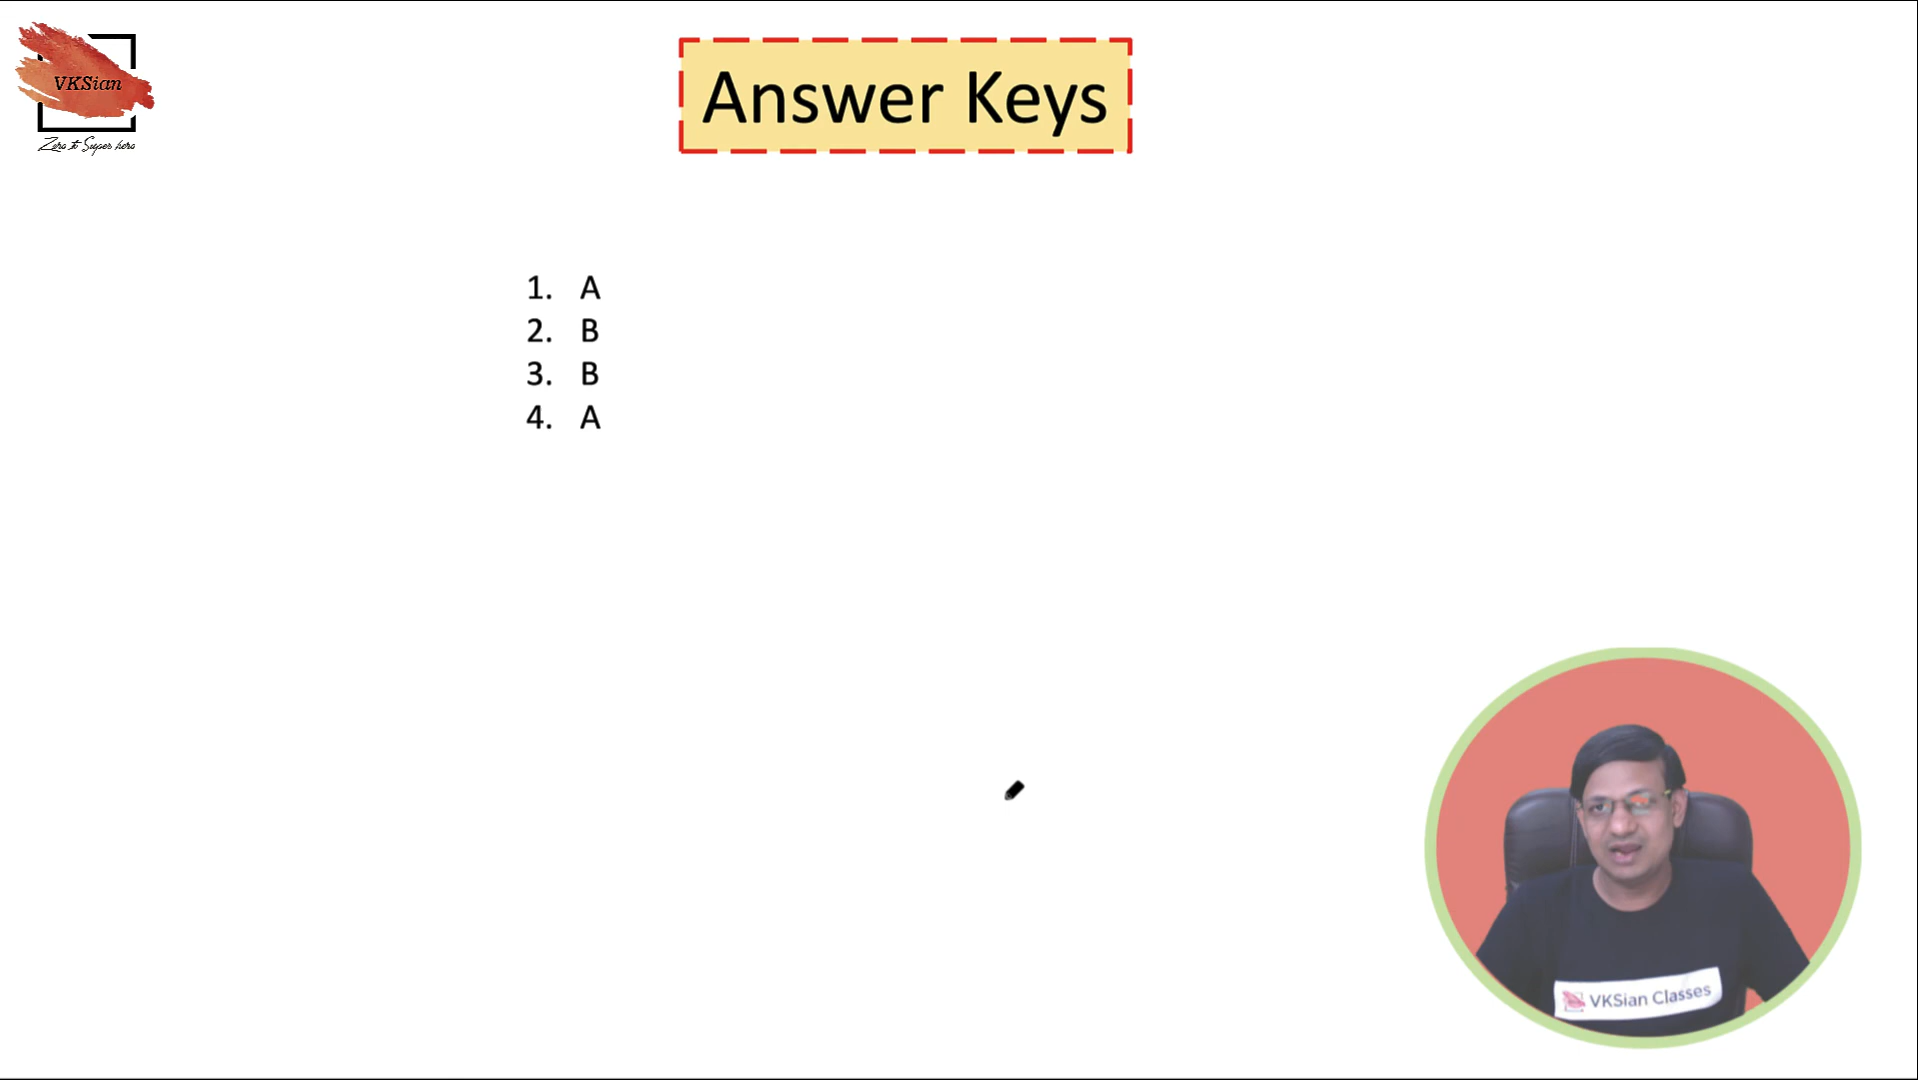 VKSian
Zero to Super hero
Answer Keys
1. A
2. B
3. B
4. A
VKSian Classes